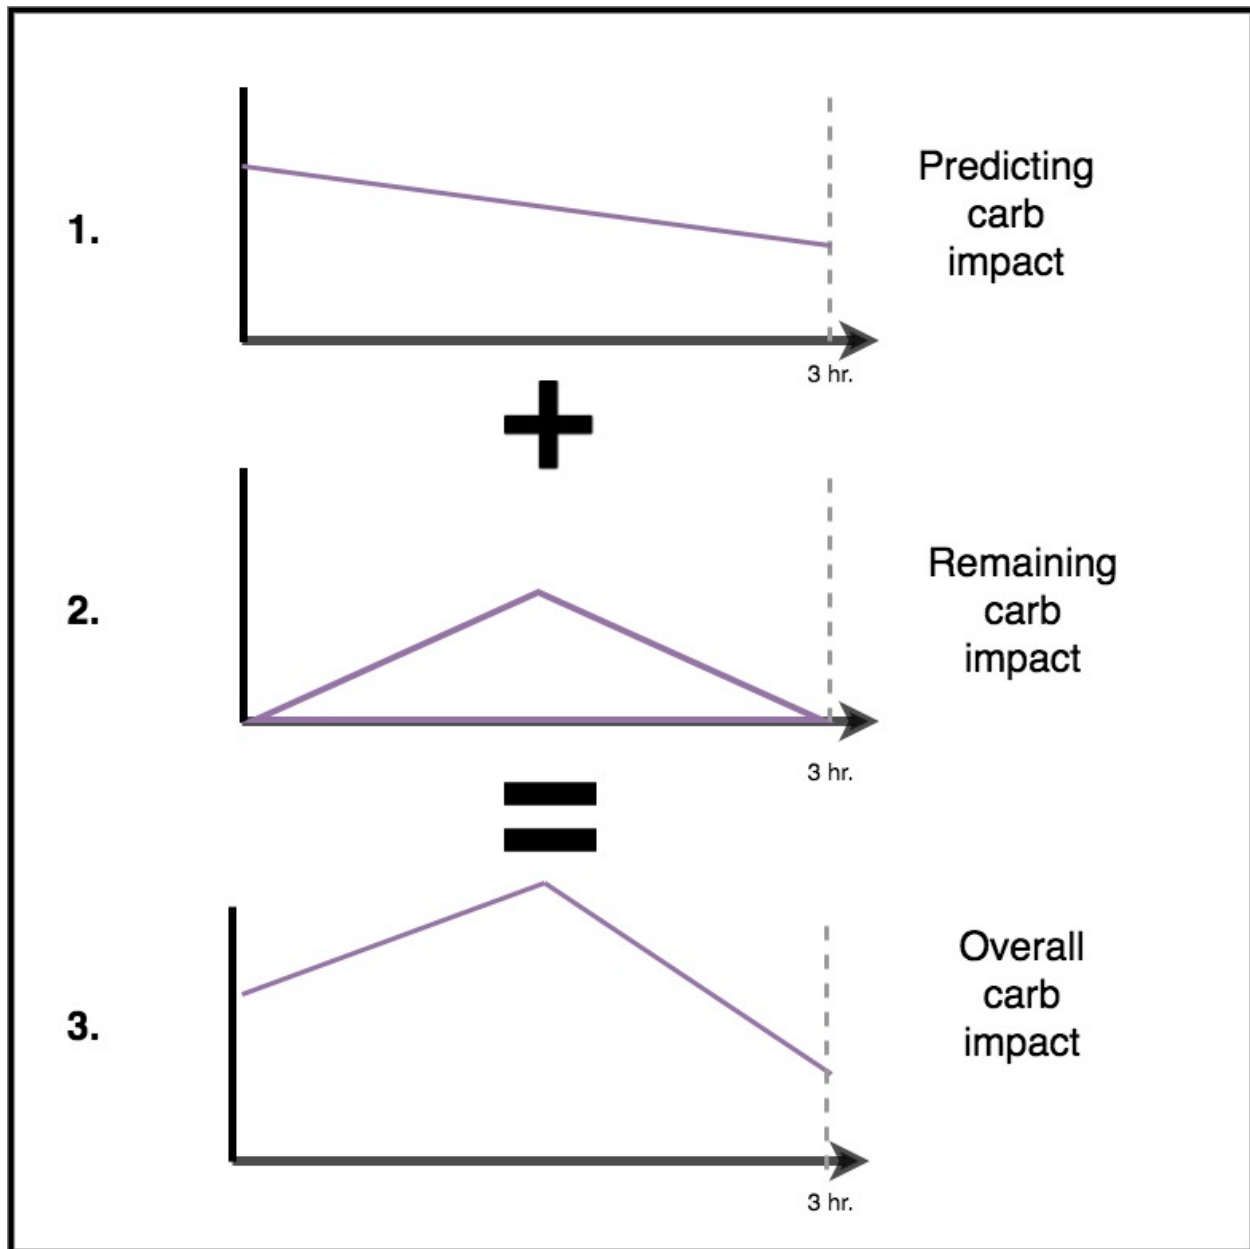 1.
Predicting
carb
impact
3 hr.
+
2.
Remaining
carb
impact
3 hr.
=
3.
Overall
carb
impact
3 hr.